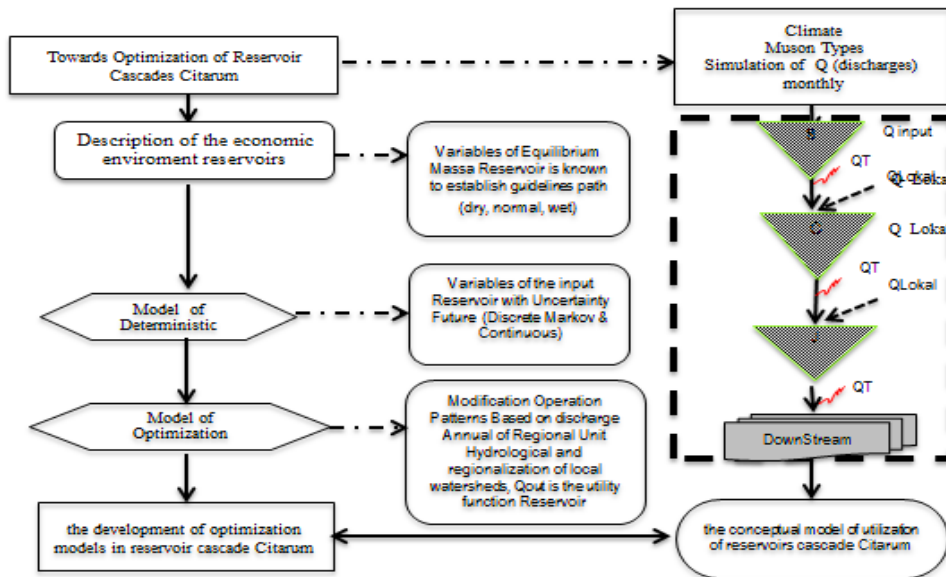 Towards Optimization of Reservoir
Cascades Citarum
Climate
Muson Types
Simulation of Q (discharges)
monthly
Description of the economic
enviroment reservoirs
Variables of Equilibrium
Massa Reservoir is known
to establish guidelines path
(dry, normal, wet)
S
Q input
QT
QLokal
Q Loka
Q Loka
QT
QLokal
J
QT
Model of
Deterministic
Variables of the input
Reservoir with Uncertainty
Future (Discrete Markov &
Continuous)
Model of
Optimization
Modification Operation
Patterns Based on discharge
Annual of Regional Unit
Hydrological and
regionalization of local
watersheds, Qout is the utility
function Reservoir
DownStream
the development of optimization
models in reservoir cascade Citarum
the conceptual model of utilization
of reservoirs cascade Citarum